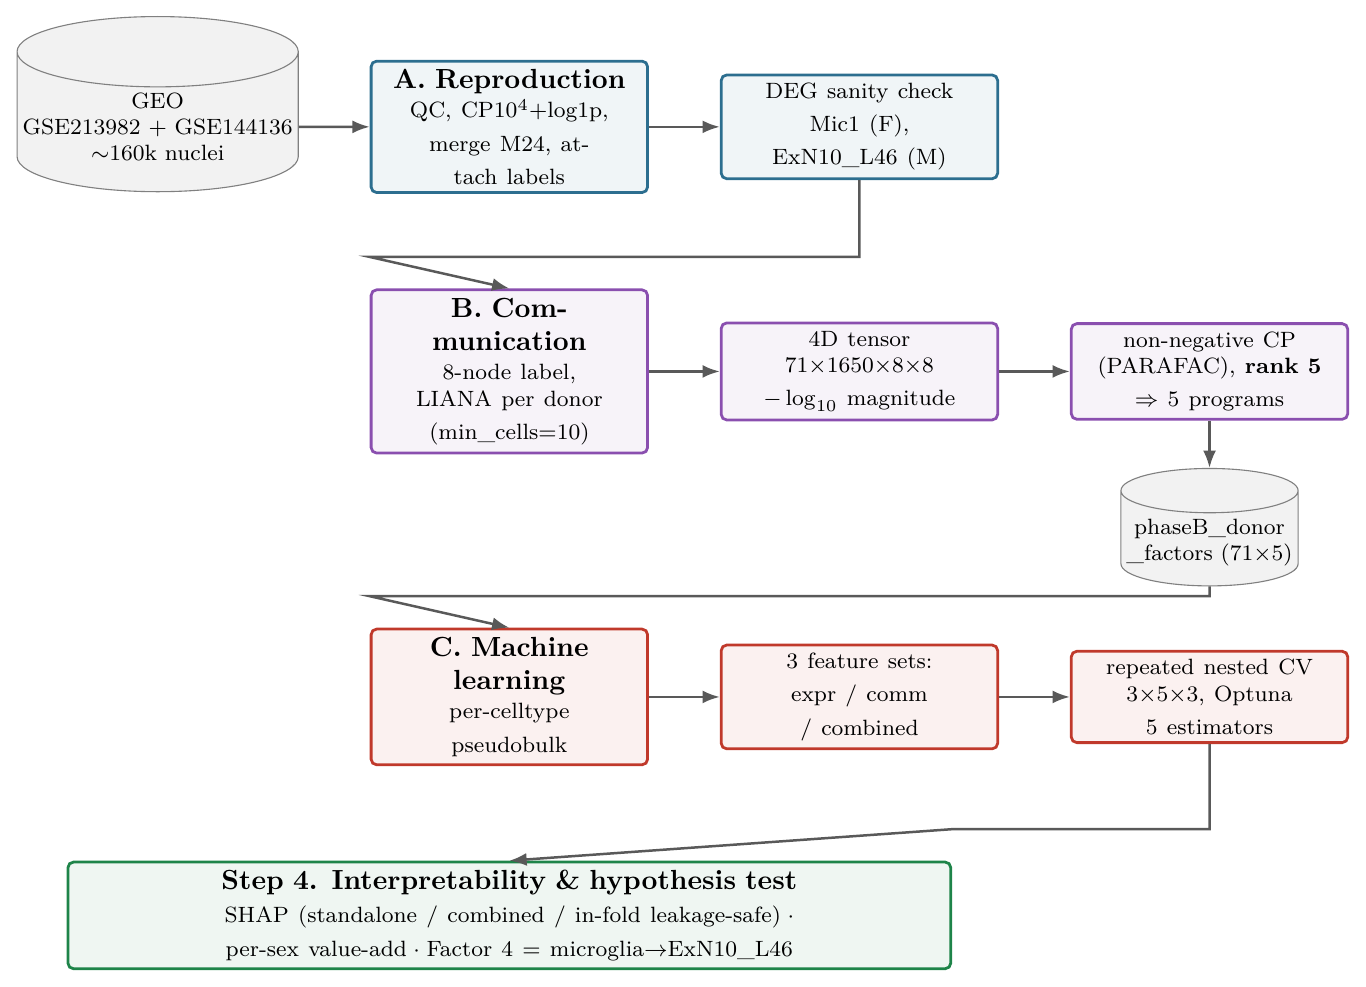 GEO
GSE213982 + GSE144136
~160k nuclei
A. Reproduction
QC, CP10⁴+log1p,
merge M24, at-
tach labels
DEG sanity check
Mic1 (F),
ExN10_L46 (M)
B. Com-
munication
8-node label,
LIANA per donor
(min_cells=10)
4D tensor
71×1650×8×8
− log₁₀ magnitude
non-negative CP
(PARAFAC), rank 5
⇒ 5 programs
phaseB_donor
_factors (71×5)
C. Machine
learning
per-celltype
pseudobulk
3 feature sets:
expr / comm
/ combined
repeated nested CV
3×5×3, Optuna
5 estimators
Step 4. Interpretability & hypothesis test
SHAP (standalone / combined / in-fold leakage-safe) ·
per-sex value-add · Factor 4 = microglia→ExN10_L46